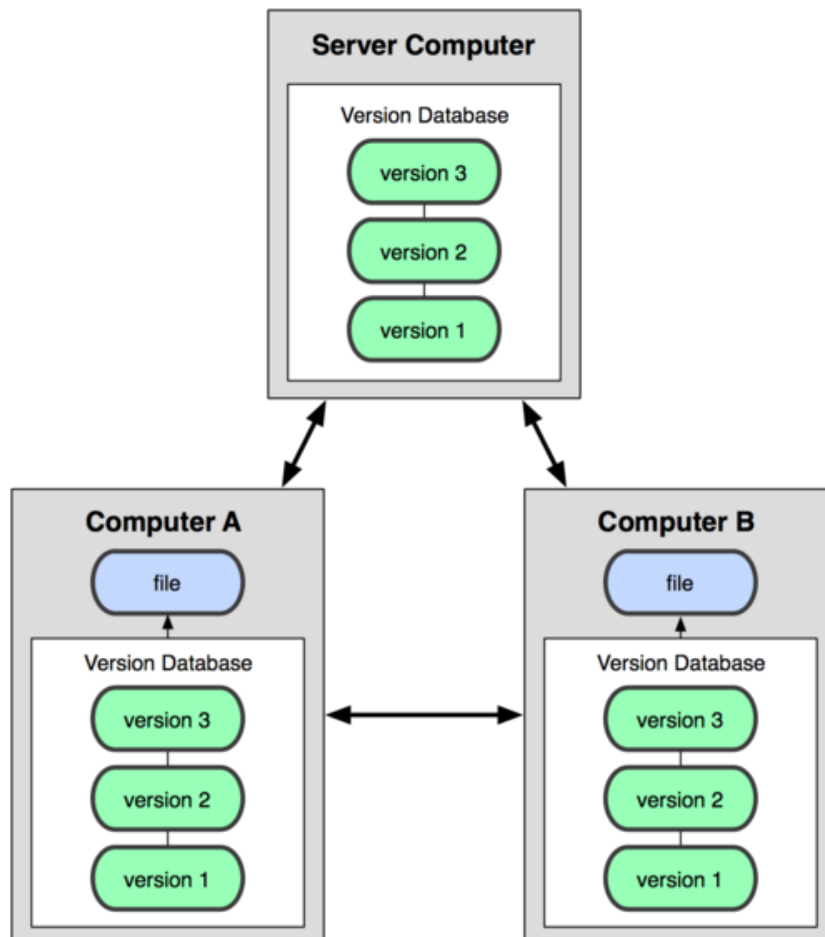 Server Computer
Version Database
version 3
version 2
version 1
Computer A
file
Version Database
version 3
version 2
version 1
Computer B
file
Version Database
version 3
version 2
version 1